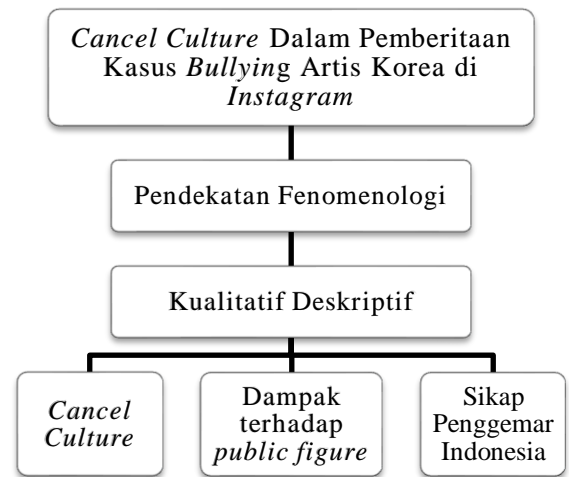 Cancel Culture Dalam Pemberitaan
Kasus Bullying Artis Korea di
Instagram
Pendekatan Fenomenologi
Kualitatif Deskriptif
Cancel
Culture
Dampak
terhadap
public figure
Sikap
Penggemar
Indonesia